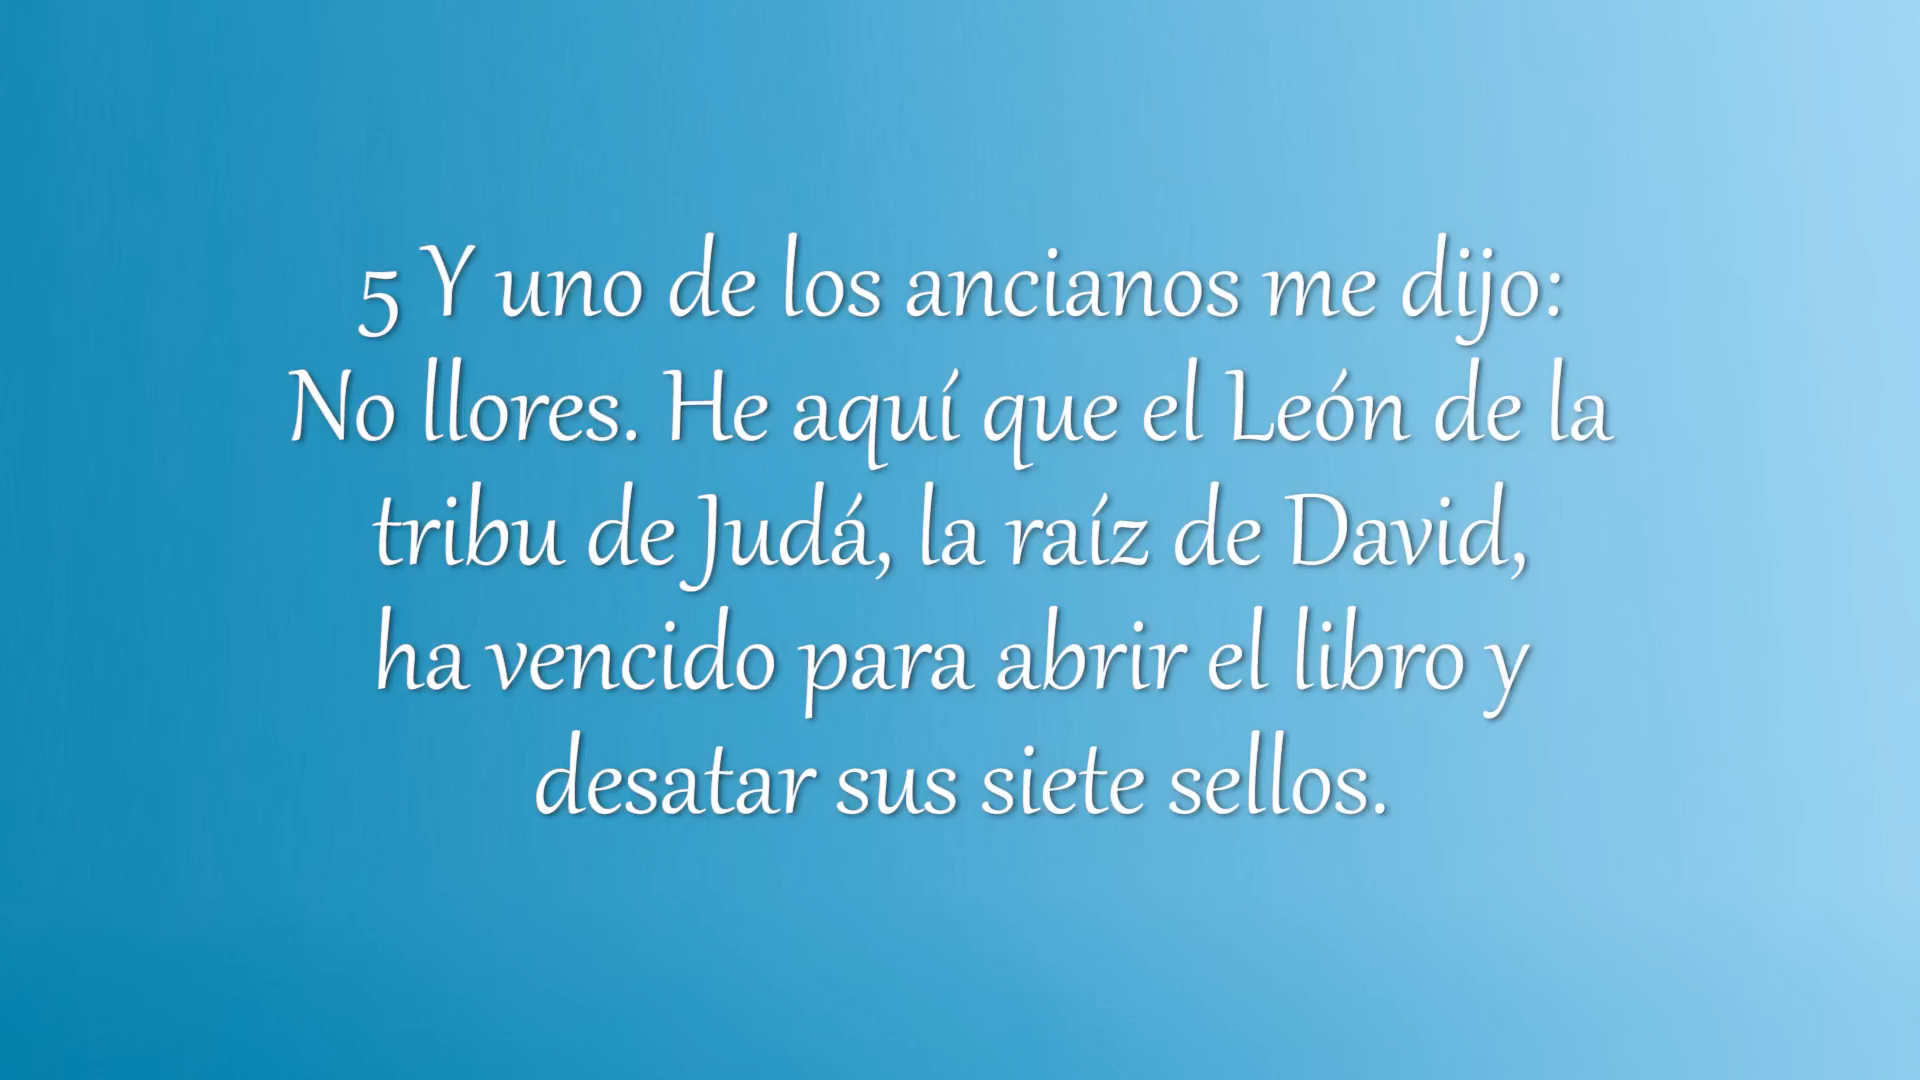 5 Y uno de los ancianos me dijo:
No llores. He aquí que el León de la
tribu de Judá, la raíz de David,
ha vencido para abrir el libro y
desatar sus siete sellos.